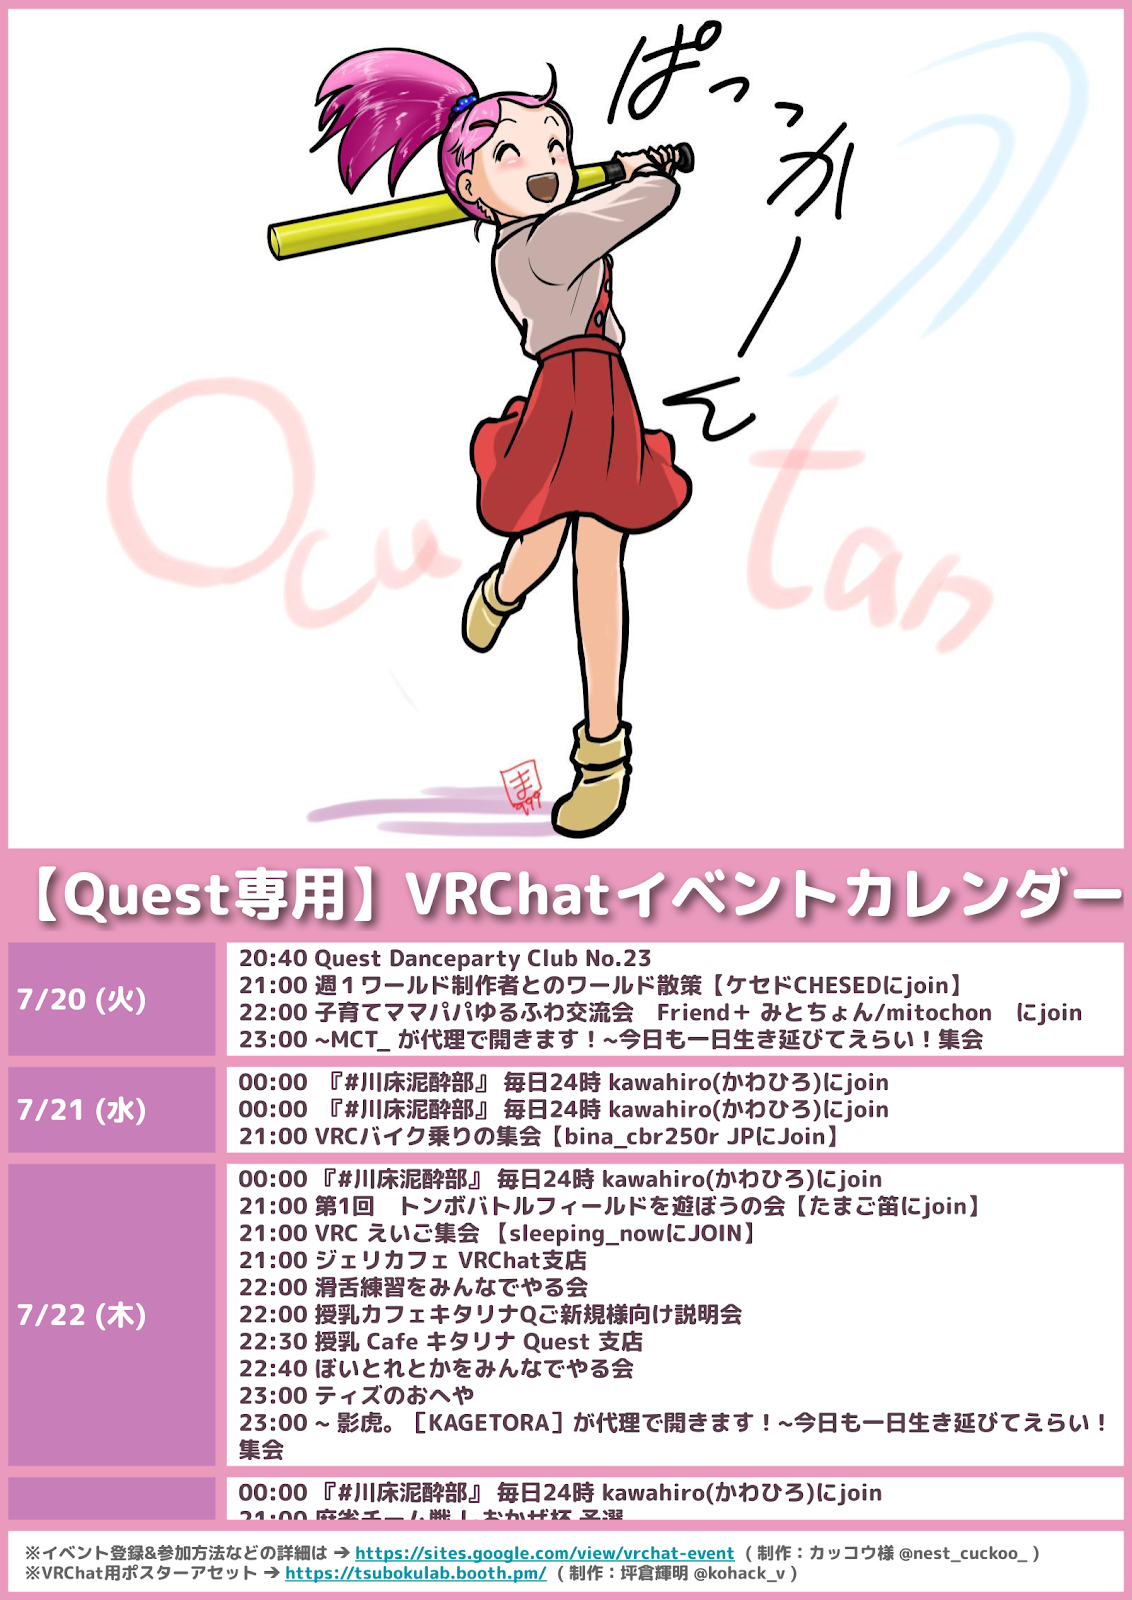 ぱっっかーん
Qcu tan
ま
999
【Quest専用】VRChatイベントカレンダー
7/20 (火)
20:40 Quest Danceparty Club No.23
21:00 週１ワールド制作者とのワールド散策【ケセドCHESEDにjoin】
22:00 子育てママパパゆるふわ交流会　Friend＋ みとちょん/mitochon　にjoin
23:00 ~MCT_ が代理で開きます！~今日も一日生き延びてえらい！集会
7/21 (水)
00:00 『#川床泥酔部』 毎日24時 kawahiro(かわひろ)にjoin
00:00 『#川床泥酔部』 毎日24時 kawahiro(かわひろ)にjoin
21:00 VRCバイク乗りの集会【bina_cbr250r JPにJoin】
7/22 (木)
00:00 『#川床泥酔部』 毎日24時 kawahiro(かわひろ)にjoin
21:00 第1回　トンボバトルフィールドを遊ぼうの会【たまご笛にjoin】
21:00 VRC えいご集会 【sleeping_nowにJOIN】
21:00 ジェリカフェ VRChat支店
22:00 滑舌練習をみんなでやる会
22:00 授乳カフェキタリナQご新規様向け説明会
22:30 授乳 Cafe キタリナ Quest 支店
22:40 ぼいとれとかをみんなでやる会
23:00 ティズのおへや
23:00 ~ 影虎。［KAGETORA］が代理で開きます！~今日も一日生き延びてえらい！
集会
00:00 『#川床泥酔部』 毎日24時 kawahiro(かわひろ)にjoin
21:00 麻雀チーム戦！ おかぜ杯 予選
※イベント登録&参加方法などの詳細は ➔ https://sites.google.com/view/vrchat-event ( 制作：カッコウ様 @nest_cuckoo_ )
※VRChat用ポスターアセット ➔ https://tsubokulab.booth.pm/ ( 制作：坪倉輝明 @kohack_v )